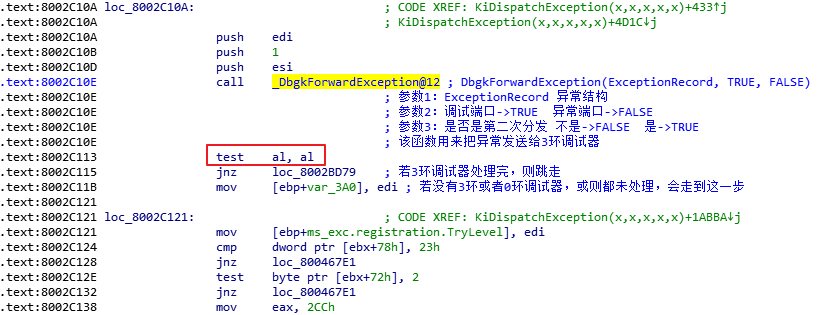 .text:8002C10A loc_8002C10A: ; CODE XREF: KiDispatchException(x,x,x,x,x)+433↑j
.text:8002C10A ; KiDispatchException(x,x,x,x,x)+4D1C↓j
.text:8002C10A push edi
.text:8002C10B push 1
.text:8002C10D push esi
.text:8002C10E call _DbgkForwardException@12 ; DbgkForwardException(ExceptionRecord, TRUE, FALSE)
.text:8002C10E ; 参数1：ExceptionRecord 异常结构
.text:8002C10E ; 参数2：调试端口->TRUE 异常端口->FALSE
.text:8002C10E ; 参数3：是否是第二次分发 不是->FALSE 是->TRUE
.text:8002C10E ; 该函数用来把异常发送给3环调试器
.text:8002C113 test al, al
.text:8002C115 jnz loc_8002BD79 ; 若3环调试器处理完，则跳走
.text:8002C11B mov [ebp+var_3A0], edi ; 若没有3环或者0环调试器，或则都未处理，会走到这一步
.text:8002C121
.text:8002C121 loc_8002C121: ; CODE XREF: KiDispatchException(x,x,x,x,x)+1ABBA↓j
.text:8002C121 mov [ebp+ms_exc.registration.TryLevel], edi
.text:8002C124 cmp dword ptr [ebx+78h], 23h
.text:8002C128 jnz loc_800467E1
.text:8002C12E test byte ptr [ebx+72h], 2
.text:8002C132 jnz loc_800467E1
.text:8002C138 mov eax, 2CCh